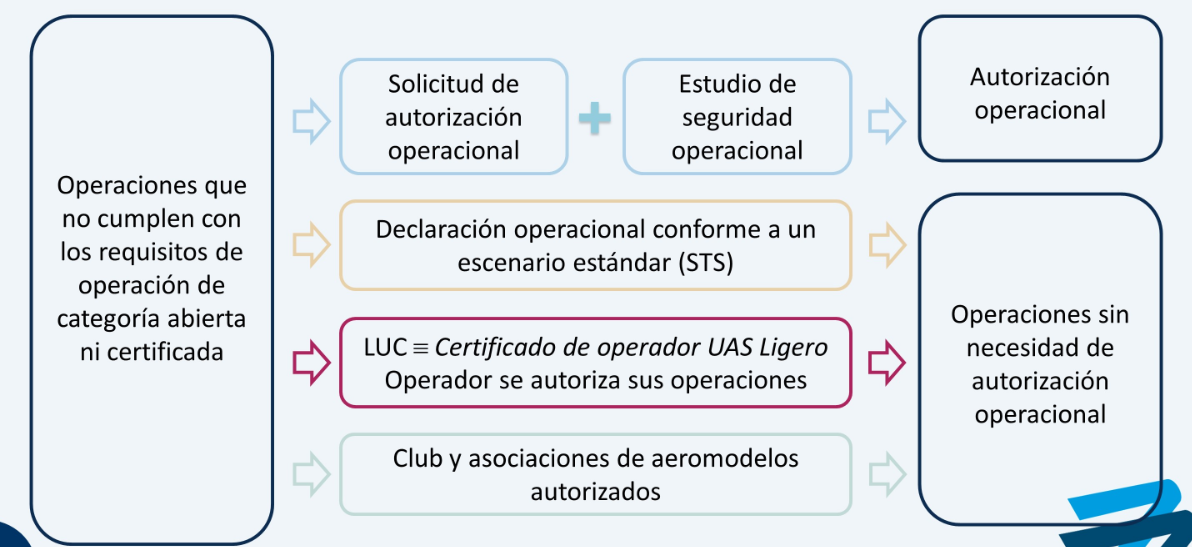 Operaciones que
no cumplen con
los requisitos de
operación de
categoría abierta
ni certificada
Solicitud de
autorización
operacional
+
Estudio de
seguridad
operacional
Autorización
operacional
Declaración operacional conforme a un
escenario estándar (STS)
LUC ≡ Certificado de operador UAS Ligero
Operador se autoriza sus operaciones
Club y asociaciones de aeromodelos
autorizados
Operaciones sin
necesidad de
autorización
operacional